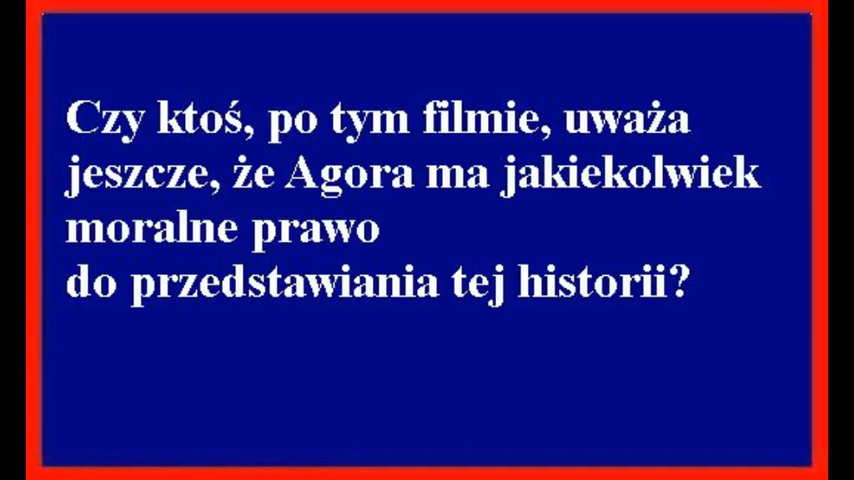 Czy ktoś, po tym filmie, uważa
jeszcze, że Agora ma jakiekolwiek
moralne prawo
do przedstawiania tej historii?